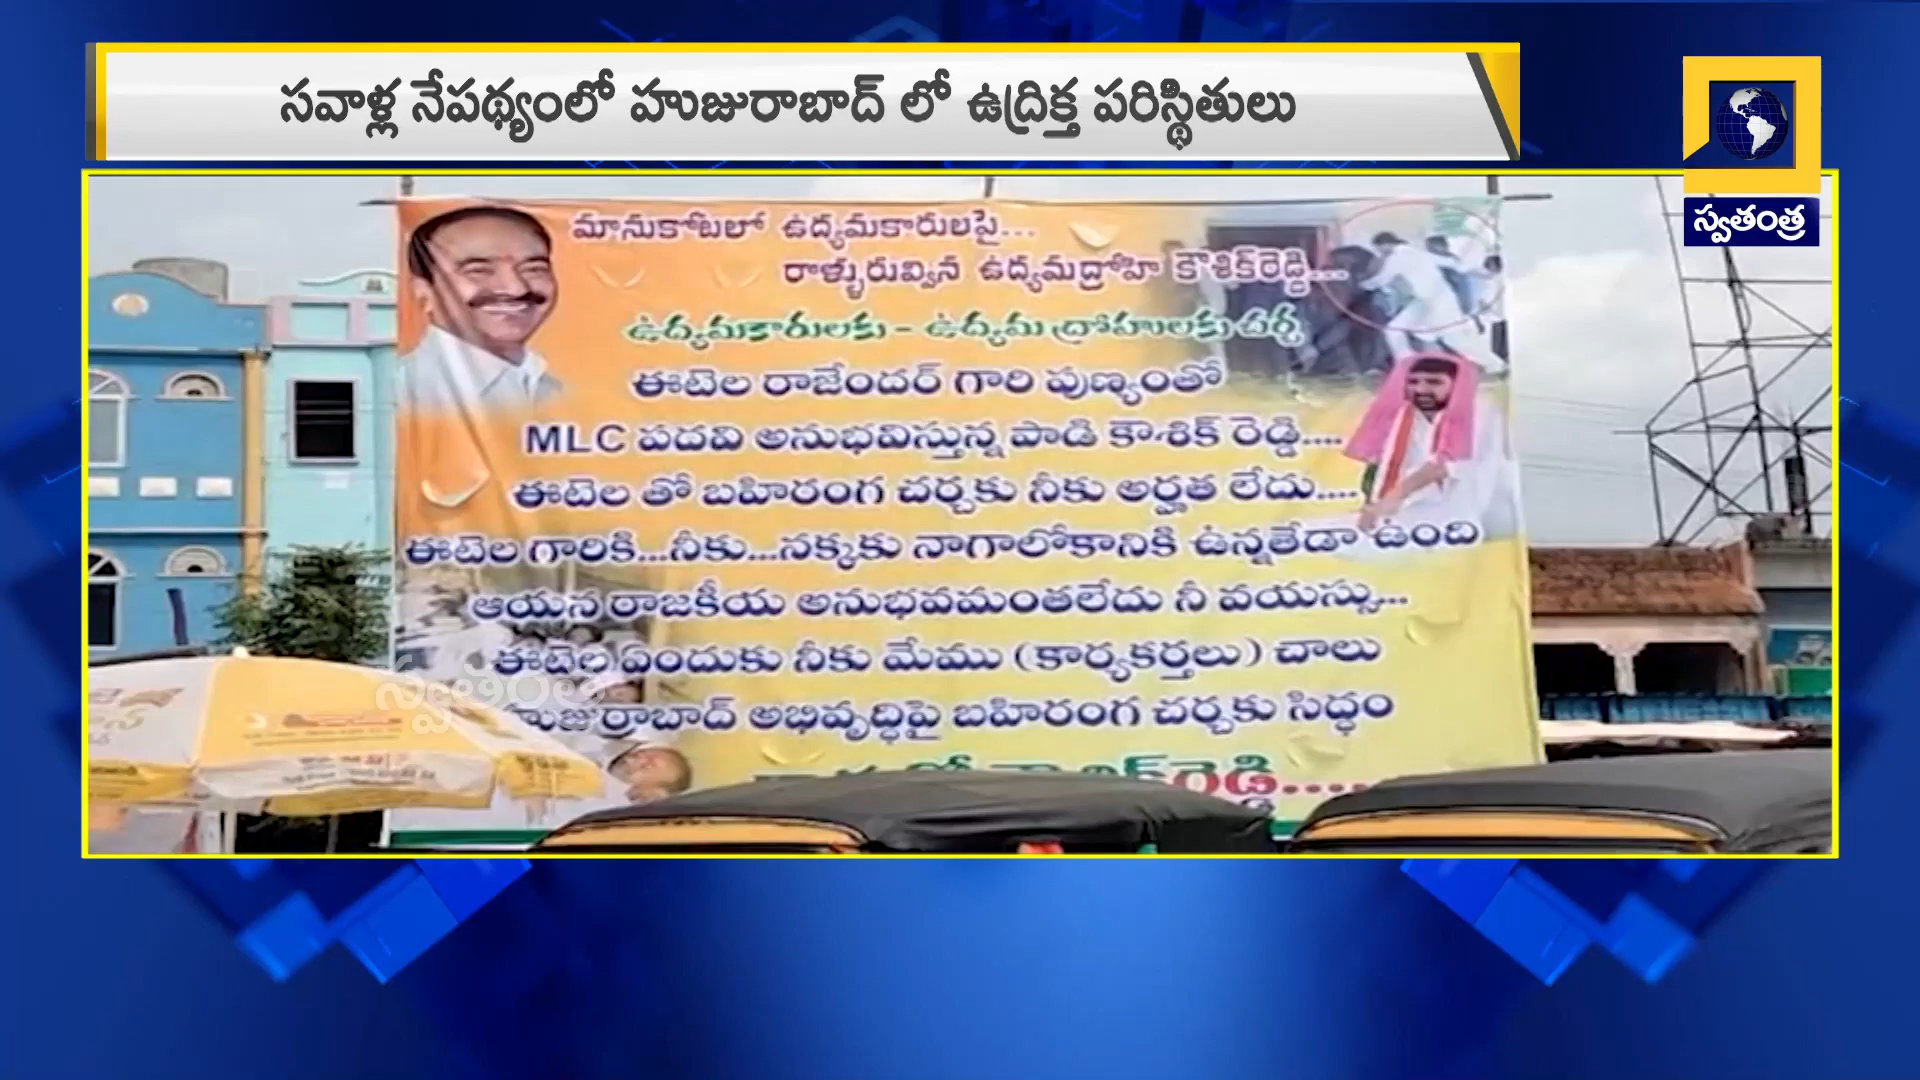 సవాళ్ల నేపథ్యంలో హుజురాబాద్ లో ఉద్రిక్త పరిస్థితులు
స్వతంత్ర
మానుకోటలో ఉద్యమకారులపై...
రాళ్ళురువ్విన ఉద్యమద్రోహి కౌశిక్‌రెడ్డి...
ఉద్యమకారులకు - ఉద్యమ ద్రోహులకు చర్చ
ఈటెల రాజేందర్ గారి పుణ్యంతో
MLC పదవి అనుభవిస్తున్న పాడి కౌశిక్ రెడ్డి....
ఈటెల తో బహిరంగ చర్చకు నీకు అర్హత లేదు....
ఈటెల గారికి...నీకు...నక్కకు నాగాలోకానికి ఉన్నతేడా ఉంది
ఆయన రాజకీయ అనుభవమంతలేదు నీ వయస్సు...
ఈటెల ఏందుకు నీకు మేము (కార్యకర్తలు) చాలు
హుజుర్రాబాద్ అభివృద్ధిపై బహిరంగ చర్చకు సిద్ధం
స్వతంత్ర